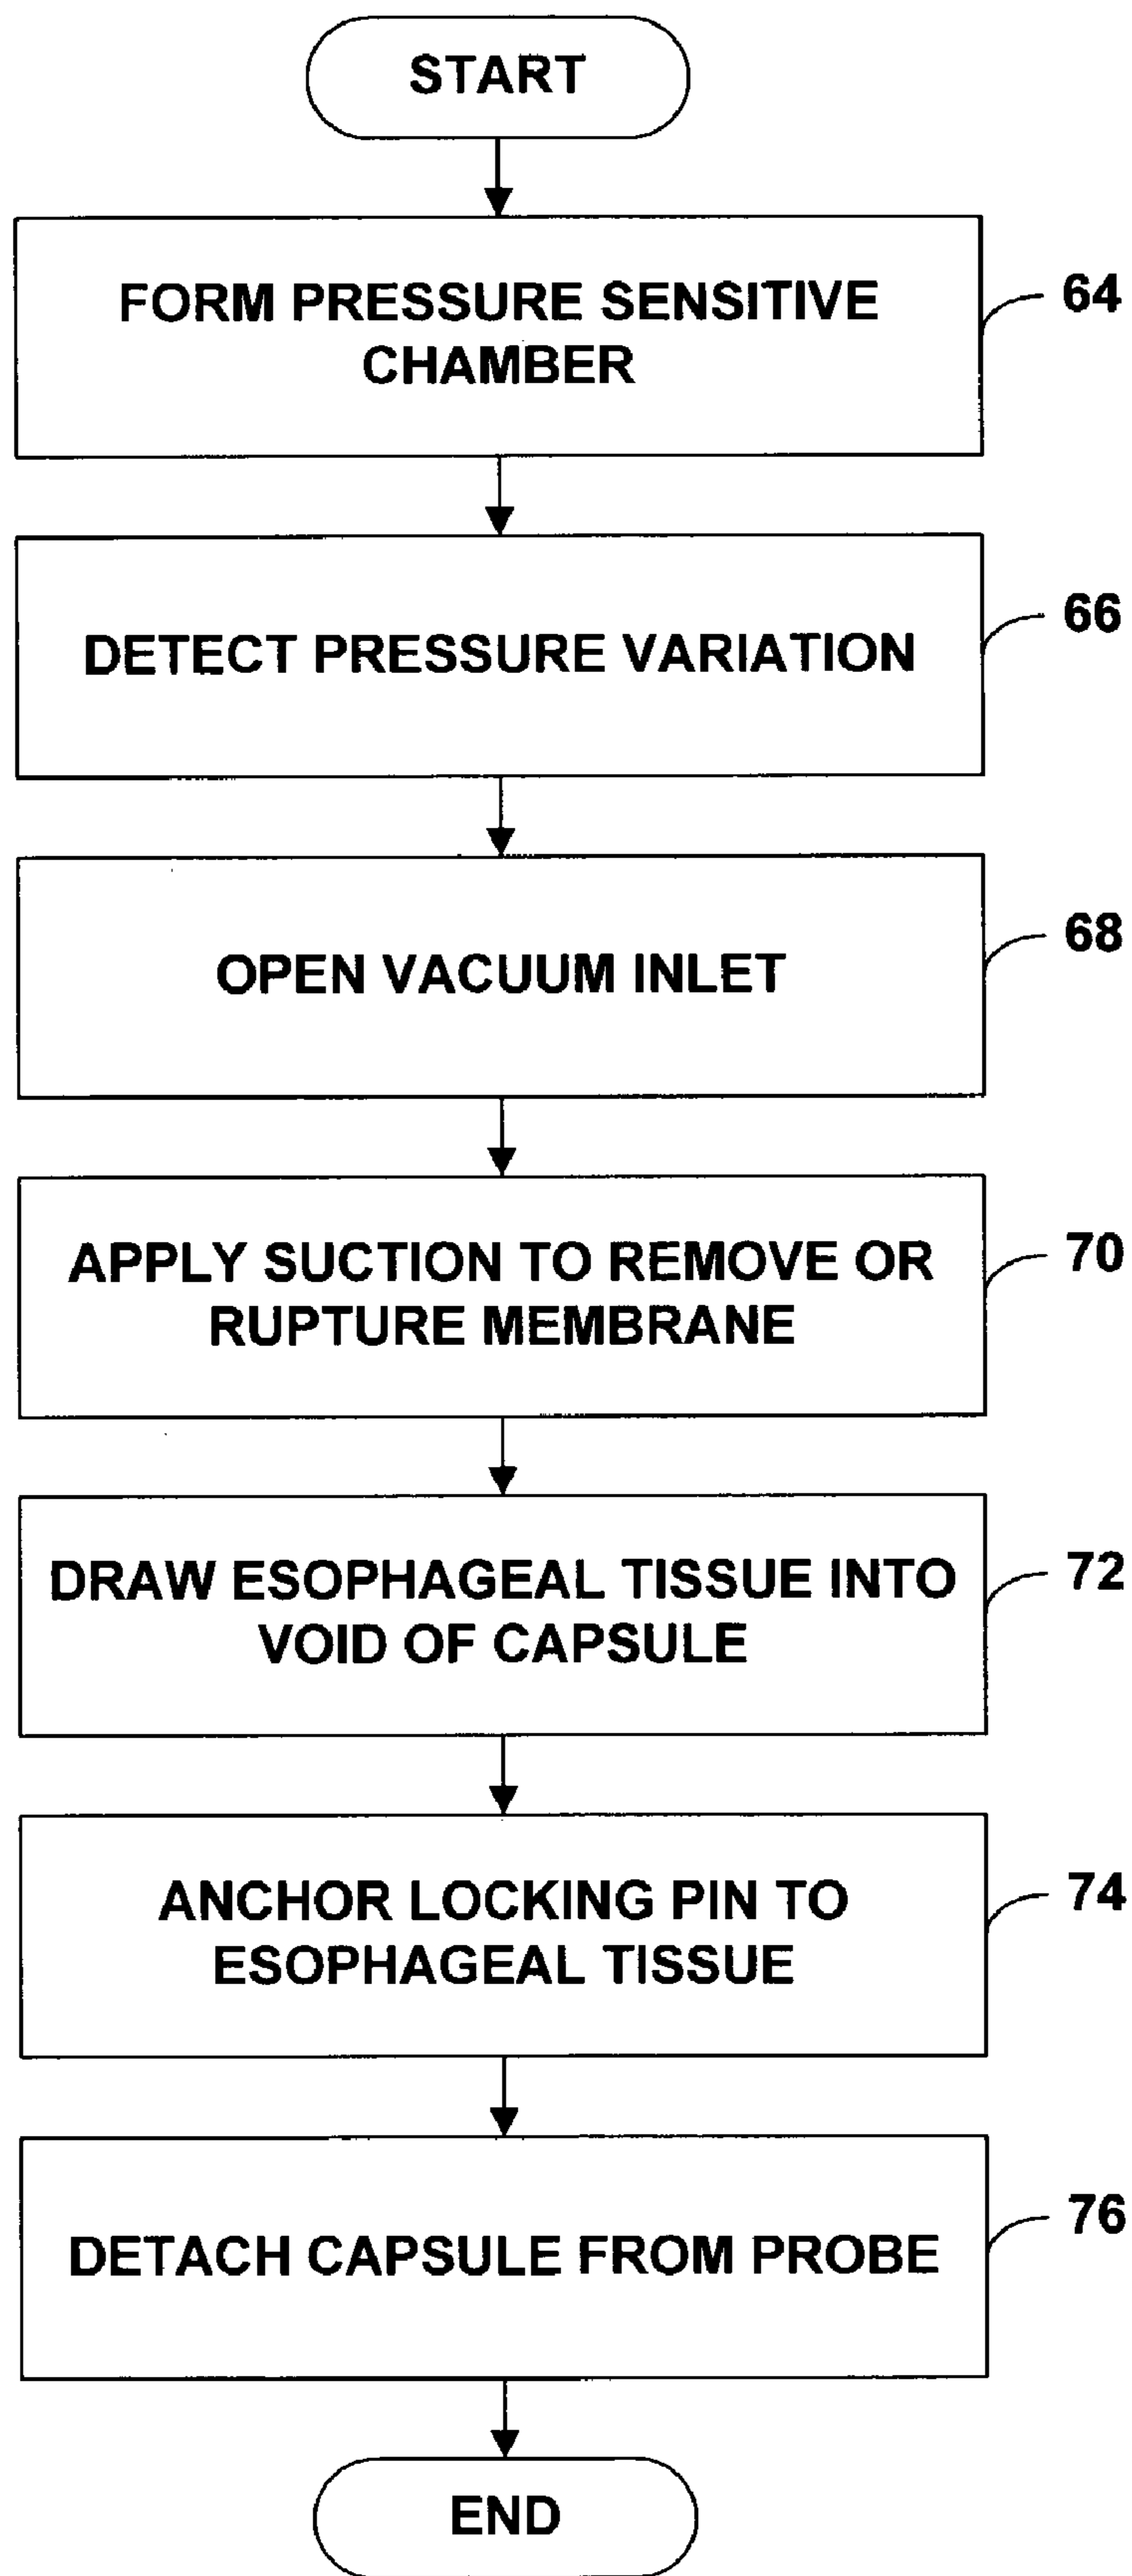 START
FORM PRESSURE SENSITIVE
CHAMBER
64
DETECT PRESSURE VARIATION
66
OPEN VACUUM INLET
68
APPLY SUCTION TO REMOVE OR
RUPTURE MEMBRANE
70
DRAW ESOPHAGEAL TISSUE INTO
VOID OF CAPSULE
72
ANCHOR LOCKING PIN TO
ESOPHAGEAL TISSUE
74
DETACH CAPSULE FROM PROBE
76
END